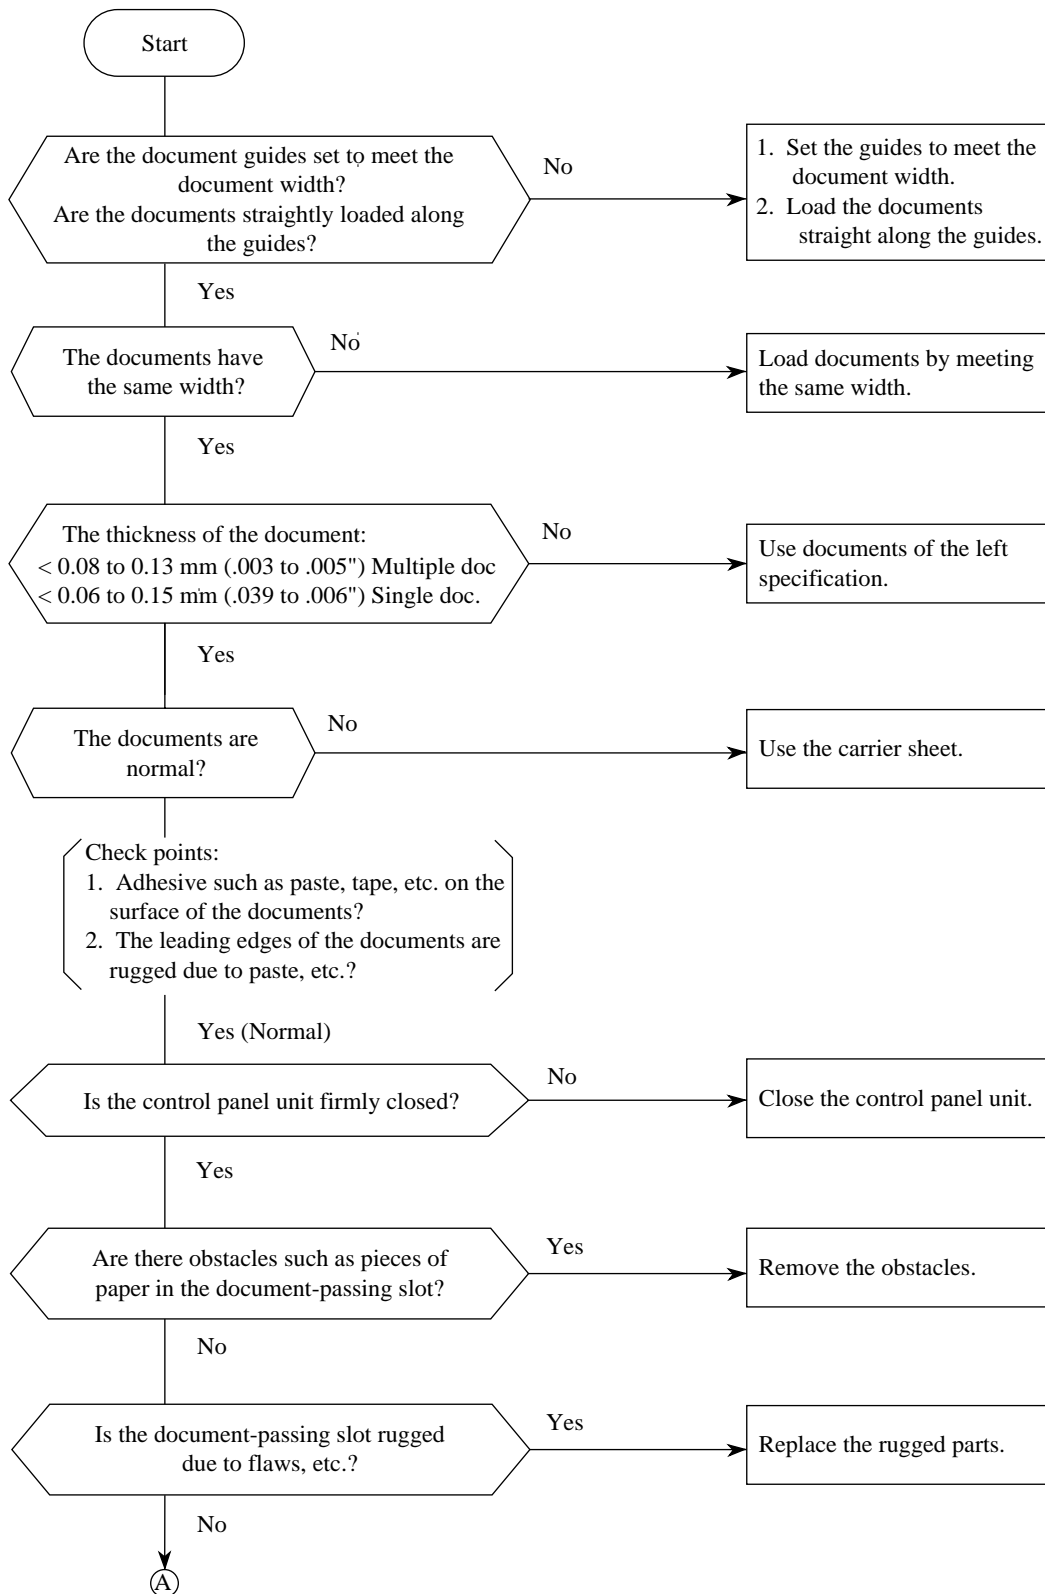 Start
Are the document guides set to meet the
document width?
Are the documents straightly loaded along
the guides?
No
1. Set the guides to meet the
document width.
2. Load the documents
straight along the guides.
Yes
The documents have
the same width?
No
Load documents by meeting
the same width.
Yes
The thickness of the document:
< 0.08 to 0.13 mm (.003 to .005") Multiple doc
< 0.06 to 0.15 mm (.039 to .006") Single doc.
No
Use documents of the left
specification.
Yes
The documents are
normal?
No
Use the carrier sheet.
Check points:
1. Adhesive such as paste, tape, etc. on the
surface of the documents?
2. The leading edges of the documents are
rugged due to paste, etc.?
Yes (Normal)
Is the control panel unit firmly closed?
No
Close the control panel unit.
Yes
Are there obstacles such as pieces of
paper in the document-passing slot?
Yes
Remove the obstacles.
No
Is the document-passing slot rugged
due to flaws, etc.?
Yes
Replace the rugged parts.
No
A